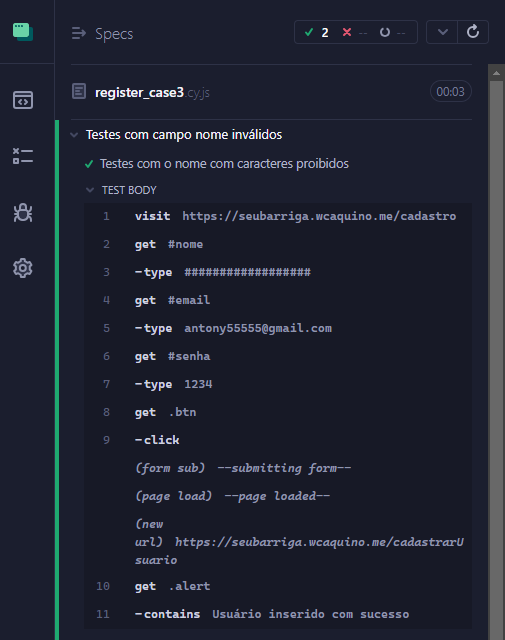 Specs
2 -- --
register_case3.cy.js 00:03
Testes com campo nome inválidos
Testes com o nome com caracteres proibidos
TEST BODY
1 visit https://seubarriga.wcaquino.me/cadastro
2 get #nome
3 -type ##################
4 get #email
5 -type antony55555@gmail.com
6 get #senha
7 -type 1234
8 get .btn
9 -click
(form sub) --submitting form--
(page load) --page loaded--
(new
url) https://seubarriga.wcaquino.me/cadastrarU
suario
10 get .alert
11 -contains Usuário inserido com sucesso